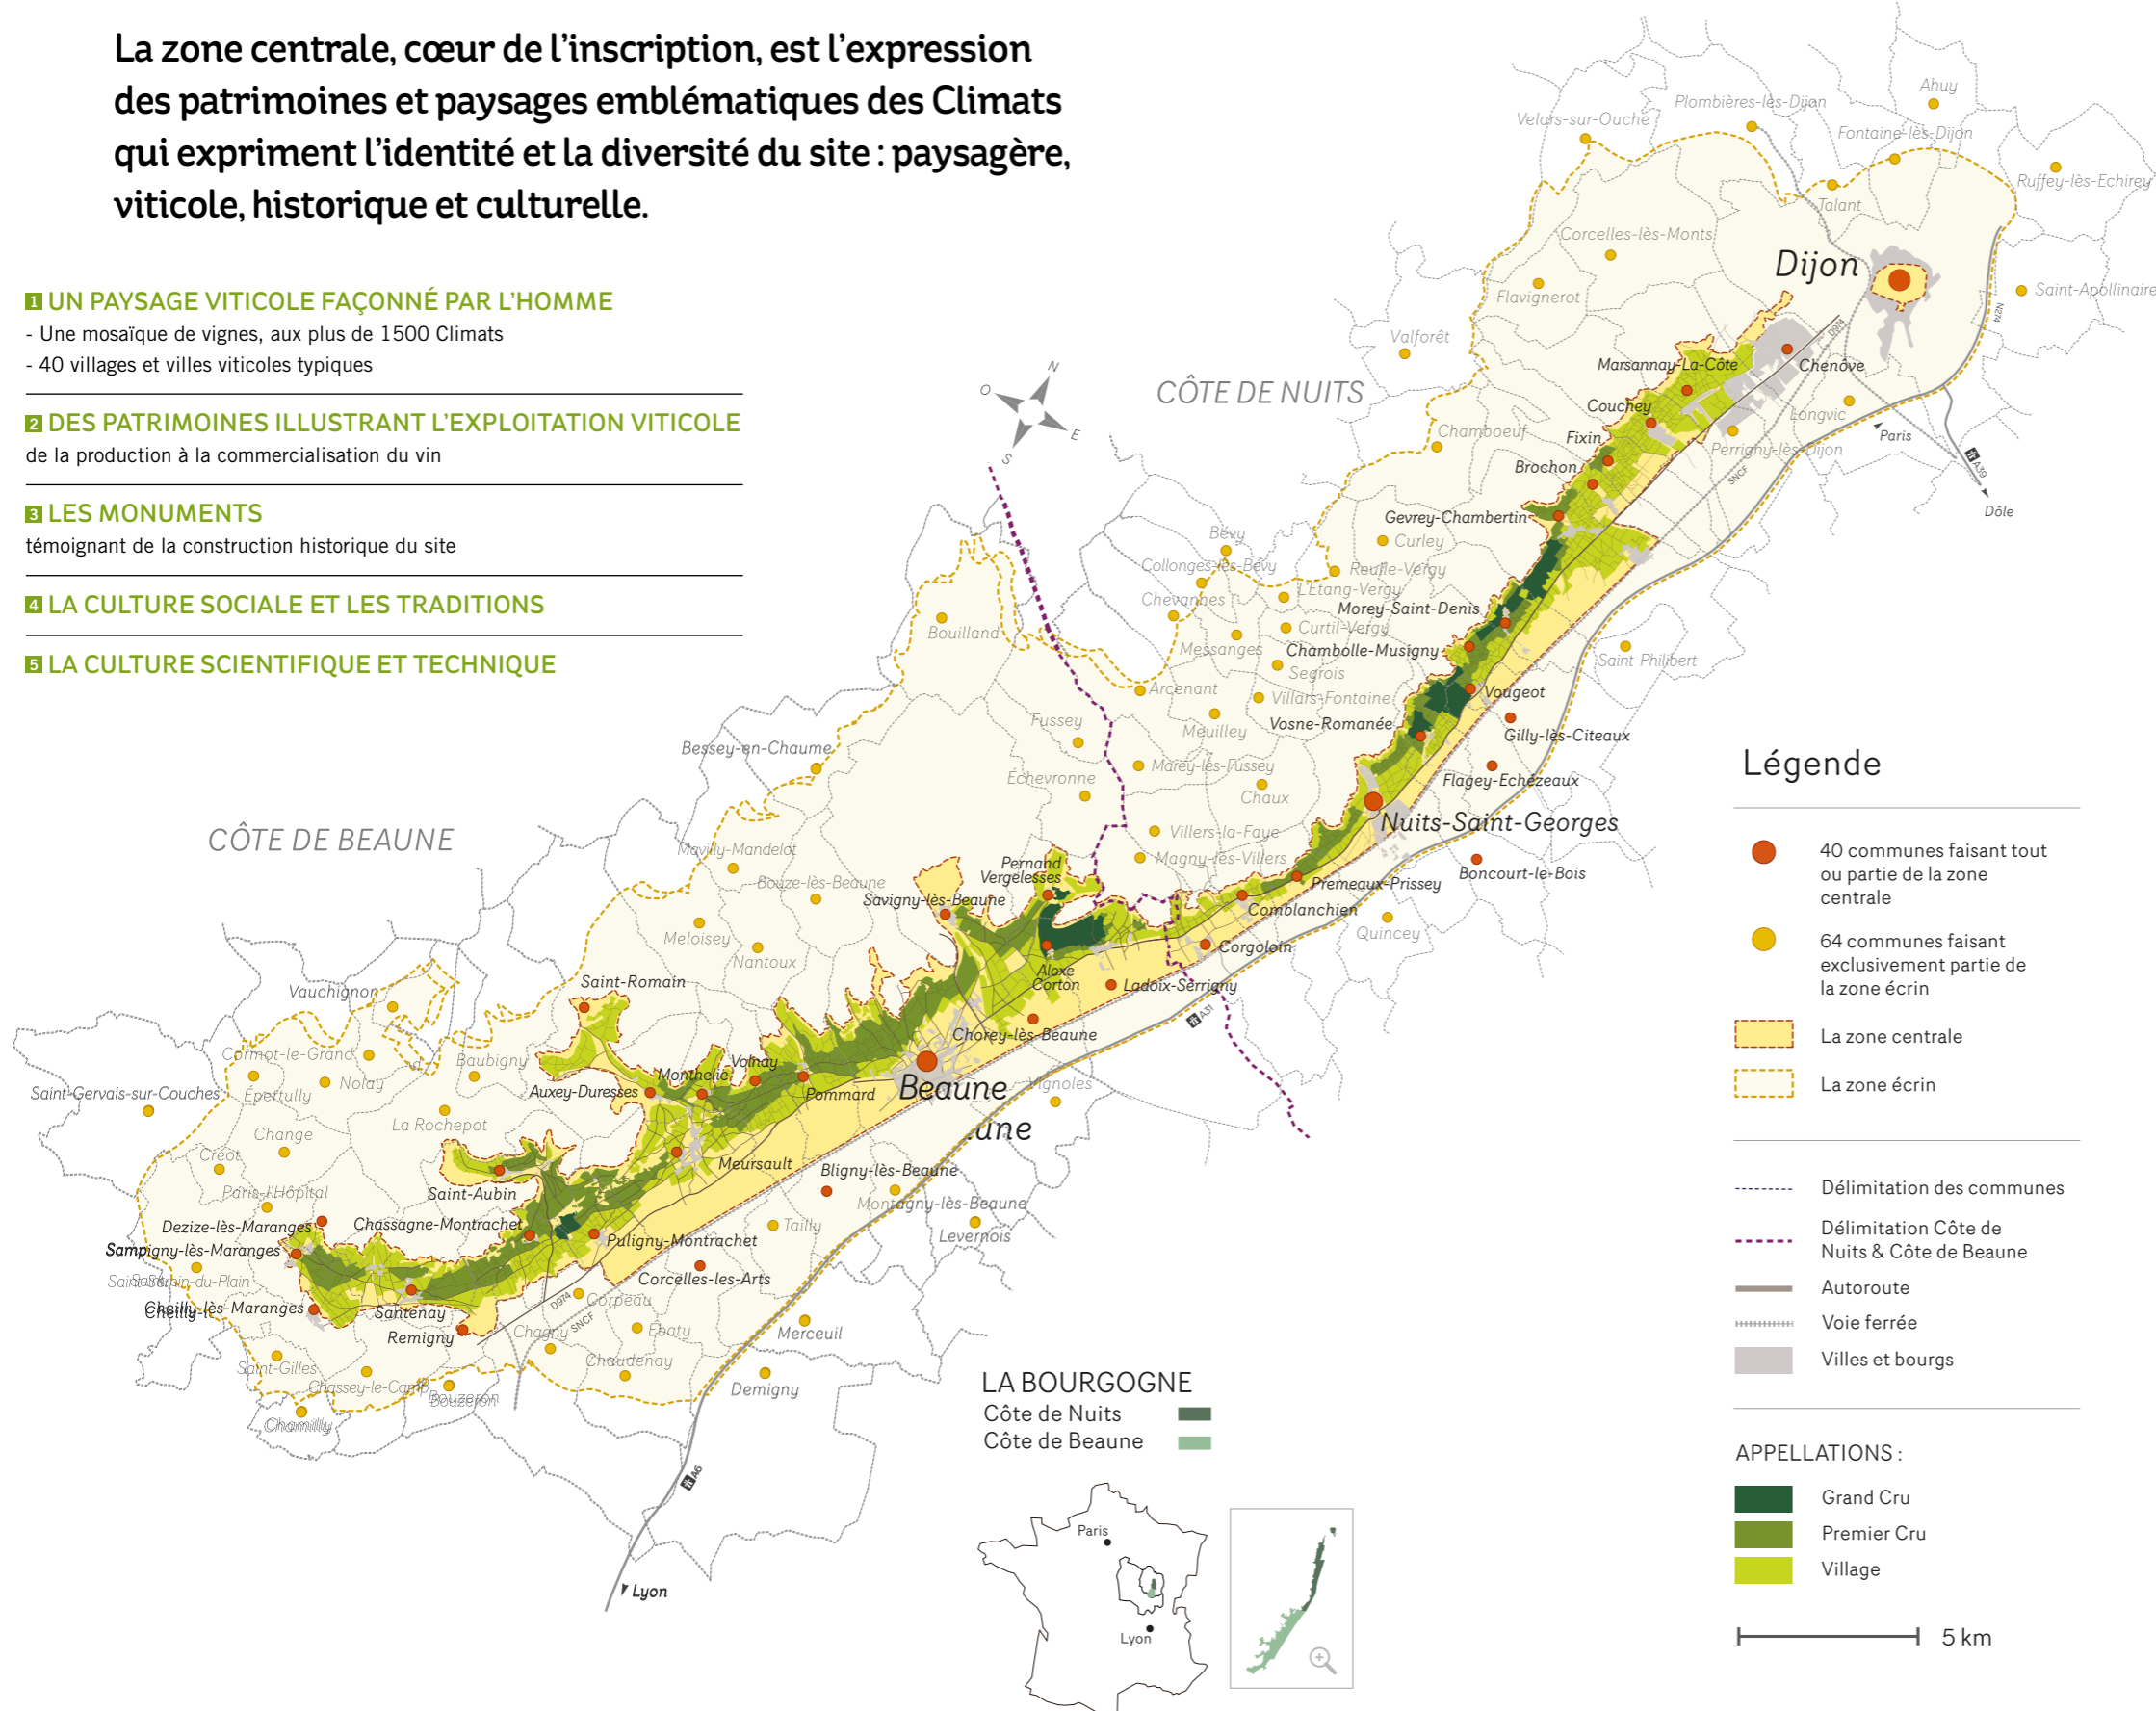 La zone centrale, cœur de l'inscription, est l'expression
des patrimoines et paysages emblématiques des Climats
qui expriment l'identité et la diversité du site : paysagère,
viticole, historique et culturelle.
1 UN PAYSAGE VITICOLE FAÇONNÉ PAR L'HOMME
- Une mosaïque de vignes, aux plus de 1500 Climats
- 40 villages et villes viticoles typiques
2 DES PATRIMOINES ILLUSTRANT L'EXPLOITATION VITICOLE
de la production à la commercialisation du vin
3 LES MONUMENTS
témoignant de la construction historique du site
4 LA CULTURE SOCIALE ET LES TRADITIONS
5 LA CULTURE SCIENTIFIQUE ET TECHNIQUE
N
O
E
S
CÔTE DE NUITS
CÔTE DE BEAUNE
Ahuy
Plombières-lès-Dijon
Velars-sur-Ouche
Fontaine-lès-Dijon
Ruffey-lès-Echirey
Talant
Corcelles-lès-Monts
Dijon
Flavignerot
Saint-Apollinaire
N274
D974
Valforêt
Marsannay-La-Côte
Chenôve
Couchey
Longvic
Chamboeuf
Fixin
Perrigny-lès-Dijon
Paris
Brochon
SNCF
A39
Dôle
Gevrey-Chambertin
Bévy
Curley
Collonges-lès-Bévy
Reulle-Vergy
L'Etang-Vergy
Chevannes
Morey-Saint-Denis
Bouilland
Curtil-Vergy
Messanges
Chambolle-Musigny
Saint-Philibert
Segrois
Arcenant
Villars-Fontaine
Vougeot
Fussey
Meuilley
Vosne-Romanée
Gilly-lès-Citeaux
Bessey-en-Chaume
Marey-lès-Fussey
Échevronne
Flagey-Echézeaux
Chaux
Nuits-Saint-Georges
Villers-la-Faye
Mavilly-Mandelot
Magny-lès-Villers
Pernand
Vergelesses
Boncourt-le-Bois
Bouze-lès-Beaune
Premeaux-Prissey
Savigny-lès-Beaune
Comblanchien
Quincey
Meloisey
Corgoloin
Nantoux
Aloxe
Corton
Ladoix-Serrigny
Saint-Romain
Vauchignon
A31
Chorey-lès-Beaune
Cormot-le-Grand
Baubigny
Volnay
Monthelie
Nolay
Saint-Gervais-sur-Couches
Épertully
Auxey-Duresses
Pommard
Beaune
Vignoles
La Rochepot
une
Change
Créot
Meursault
Bligny-lès-Beaune
Paris-l'Hôpital
Saint-Aubin
Montagny-lès-Beaune
Dezize-lès-Maranges
Chassagne-Montrachet
Tailly
Levernois
Sampigny-lès-Maranges
Puligny-Montrachet
Corcelles-les-Arts
Cheilly-lès-Maranges
Santenay
D974
Corpeau
Remigny
Chagny
SNCF
Ébaty
Merceuil
Saint-Gilles
Chaudenay
Chassey-le-Camp
Bouzeron
Demigny
Chamilly
A6
Lyon
LA BOURGOGNE
Côte de Nuits
Côte de Beaune
Paris
Lyon
Légende
40 communes faisant tout
ou partie de la zone
centrale
64 communes faisant
exclusivement partie de
la zone écrin
La zone centrale
La zone écrin
Délimitation des communes
Délimitation Côte de
Nuits & Côte de Beaune
Autoroute
Voie ferrée
Villes et bourgs
APPELLATIONS :
Grand Cru
Premier Cru
Village
5 km